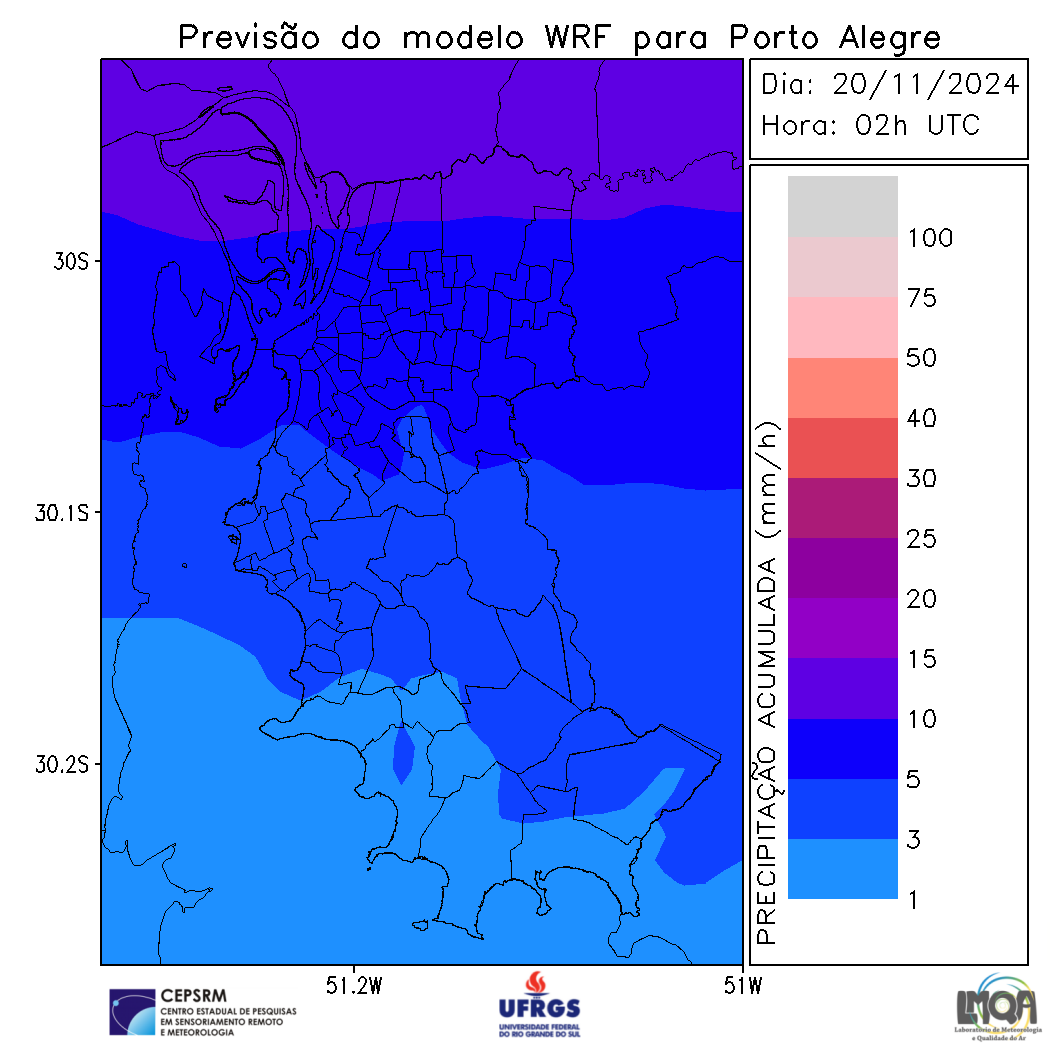 Previsão do modelo WRF para Porto Alegre
Dia: 20/11/2024
Hora: 02h UTC
30S
30.1S
30.2S
51.2W
51W
PRECIPITAÇÃO ACUMULADA (mm/h)
100
75
50
40
30
25
20
15
10
5
3
1
CEPSRM
CENTRO ESTADUAL DE PESQUISAS
EM SENSORIAMENTO REMOTO
E METEOROLOGIA
UFRGS
UNIVERSIDADE FEDERAL
DO RIO GRANDE DO SUL
LMQA
Laboratório de Meteorologia
e Qualidade do Ar